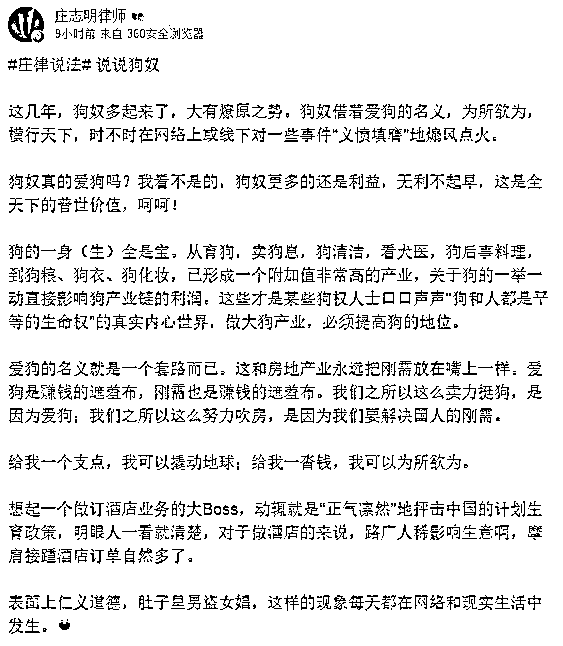 庄志明律师
9小时前 来自 360安全浏览器
#庄律说法# 说说狗奴
这几年，狗奴多起来了，大有燎原之势。狗奴借着爱狗的名义，为所欲为，
横行天下，时不时在网络上或线下对一些事件“义愤填膺”地煽风点火。
狗奴真的爱狗吗？我看不是的，狗奴更多的还是利益，无利不起早，这是全
天下的普世价值，呵呵！
狗的一身（生）全是宝。从育狗，卖狗崽，狗清洁，看犬医，狗后事料理，
到狗粮、狗衣、狗化妆，已形成一个附加值非常高的产业，关于狗的一举一
动直接影响狗产业链的利润。这些才是某些狗权人士口口声声“狗和人都是平
等的生命权”的真实内心世界，做大狗产业，必须提高狗的地位。
爱狗的名义就是一个套路而已。这和房地产业永远把刚需放在嘴上一样。爱
狗是赚钱的遮羞布，刚需也是赚钱的遮羞布。我们之所以这么卖力挺狗，是
因为爱狗；我们之所以这么努力吹房，是因为我们要解决国人的刚需。
给我一个支点，我可以撬动地球；给我一沓钱，我可以为所欲为。
想起一个做订酒店业务的大Boss，动辄就是“正气凛然”地抨击中国的计划生
育政策，明眼人一看就清楚，对于做酒店的来说，路广人稀影响生意啊，摩
肩接踵酒店订单自然多了。
表面上仁义道德，肚子里男盗女娼，这样的现象每天都在网络和现实生活中
发生。